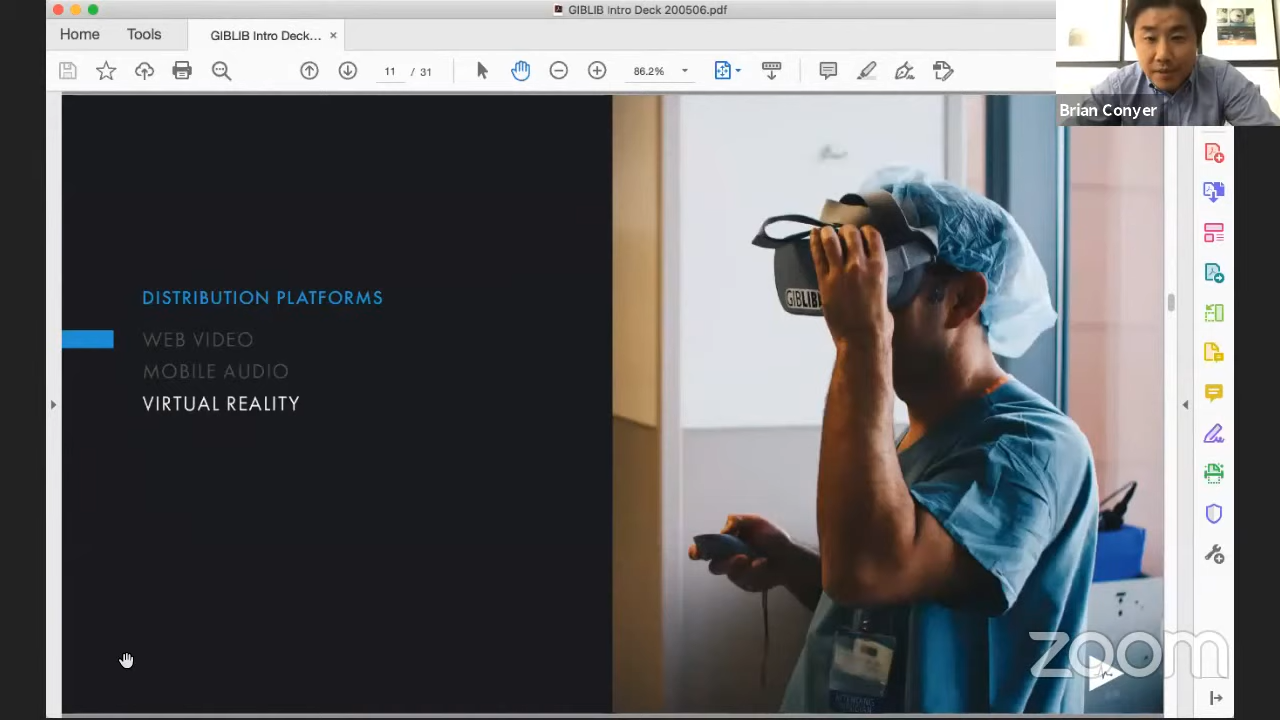 GIBLIB Intro Deck 200506.pdf
Home
Tools
GIBLIB Intro Deck...
11 / 31
86.2%
Brian Conyer
DISTRIBUTION PLATFORMS
WEB VIDEO
MOBILE AUDIO
VIRTUAL REALITY
GIBLIB
ATTENDING
zoom